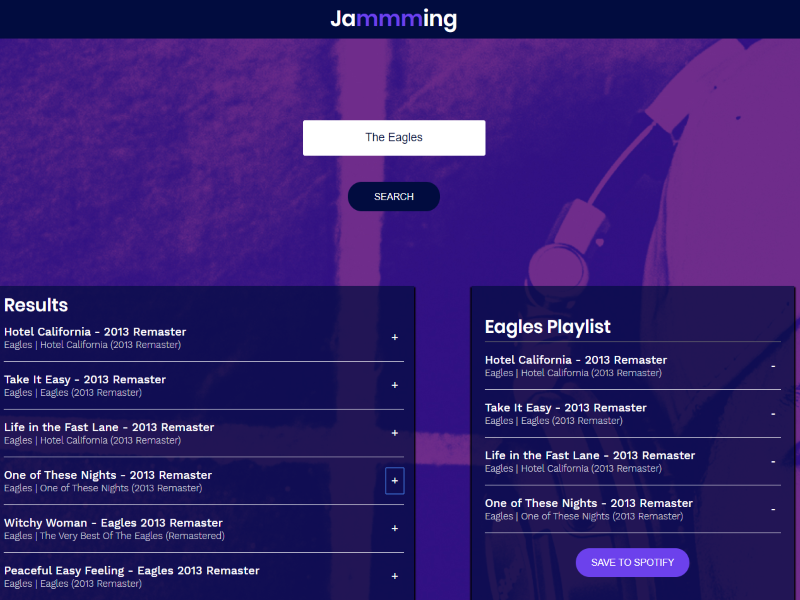 Jammming
The Eagles
SEARCH
Results
Hotel California - 2013 Remaster
Eagles | Hotel California (2013 Remaster)
+
Take It Easy - 2013 Remaster
Eagles | Eagles (2013 Remaster)
+
Life in the Fast Lane - 2013 Remaster
Eagles | Hotel California (2013 Remaster)
+
One of These Nights - 2013 Remaster
Eagles | One of These Nights (2013 Remaster)
+
Witchy Woman - Eagles 2013 Remaster
Eagles | The Very Best Of The Eagles (Remastered)
+
Peaceful Easy Feeling - Eagles 2013 Remaster
Eagles | Eagles (2013 Remaster)
+
Eagles Playlist
Hotel California - 2013 Remaster
Eagles | Hotel California (2013 Remaster)
-
Take It Easy - 2013 Remaster
Eagles | Eagles (2013 Remaster)
-
Life in the Fast Lane - 2013 Remaster
Eagles | Hotel California (2013 Remaster)
-
One of These Nights - 2013 Remaster
Eagles | One of These Nights (2013 Remaster)
-
SAVE TO SPOTIFY